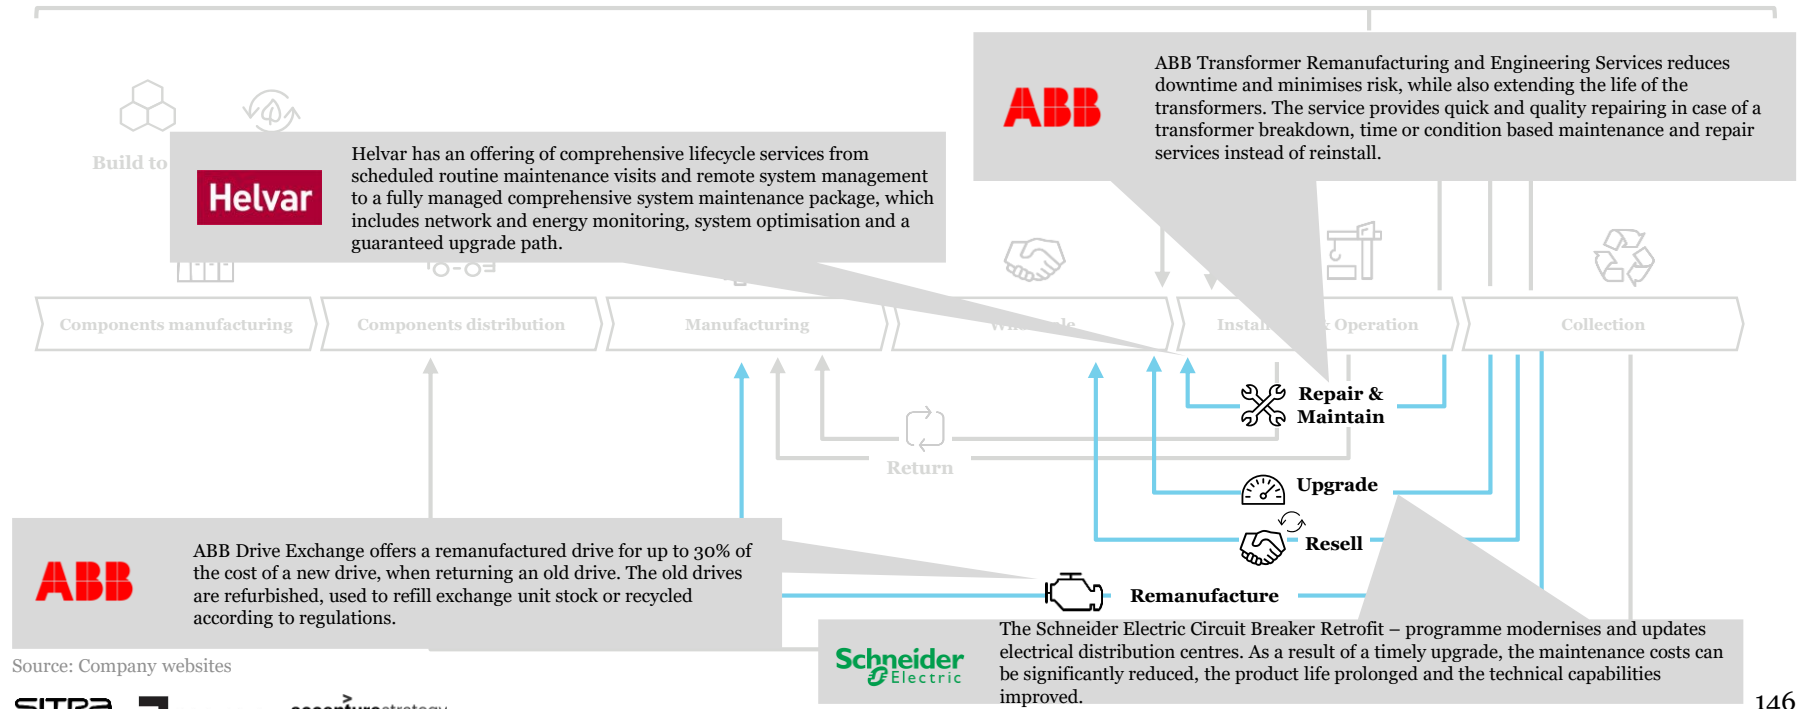 ABB
ABB Transformer Remanufacturing and Engineering Services reduces
downtime and minimises risk, while also extending the life of the
transformers. The service provides quick and quality repairing in case of a
transformer breakdown, time or condition based maintenance and repair
services instead of reinstall.
Build to
Helvar
Helvar has an offering of comprehensive lifecycle services from
scheduled routine maintenance visits and remote system management
to a fully managed comprehensive system maintenance package, which
includes network and energy monitoring, system optimisation and a
guaranteed upgrade path.
Components manufacturing
Components distribution
Manufacturing
Operation
Collection
Repair &
Maintain
Return
Upgrade
Resell
Remanufacture
ABB
ABB Drive Exchange offers a remanufactured drive for up to 30% of
the cost of a new drive, when returning an old drive. The old drives
are refurbished, used to refill exchange unit stock or recycled
according to regulations.
Schneider
Electric
The Schneider Electric Circuit Breaker Retrofit – programme modernises and updates
electrical distribution centres. As a result of a timely upgrade, the maintenance costs can
be significantly reduced, the product life prolonged and the technical capabilities
improved.
Source: Company websites
SITRA
accenturestrategy
146